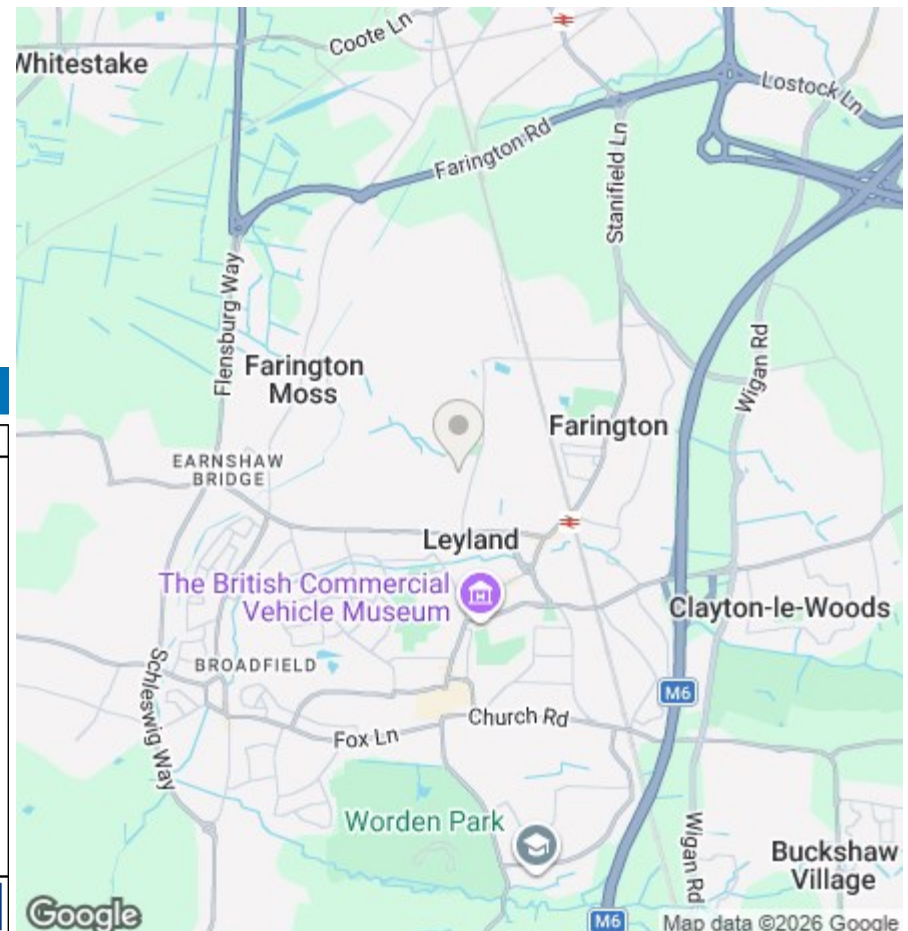 Coote Ln
Whitestake
Lostock Ln
Farington Rd
Stanifield Ln
Flensburg Way
Wigan Rd
Farington
Moss
Farington
EARNSHAW
BRIDGE
Leyland
The British Commercial
Vehicle Museum
Clayton-le-Woods
BROADFIELD
Schleswig Way
M6
Church Rd
Fox Ln
Worden Park
Wigan Rd
Buckshaw
Village
Google
M6
Map data ©2026 Google